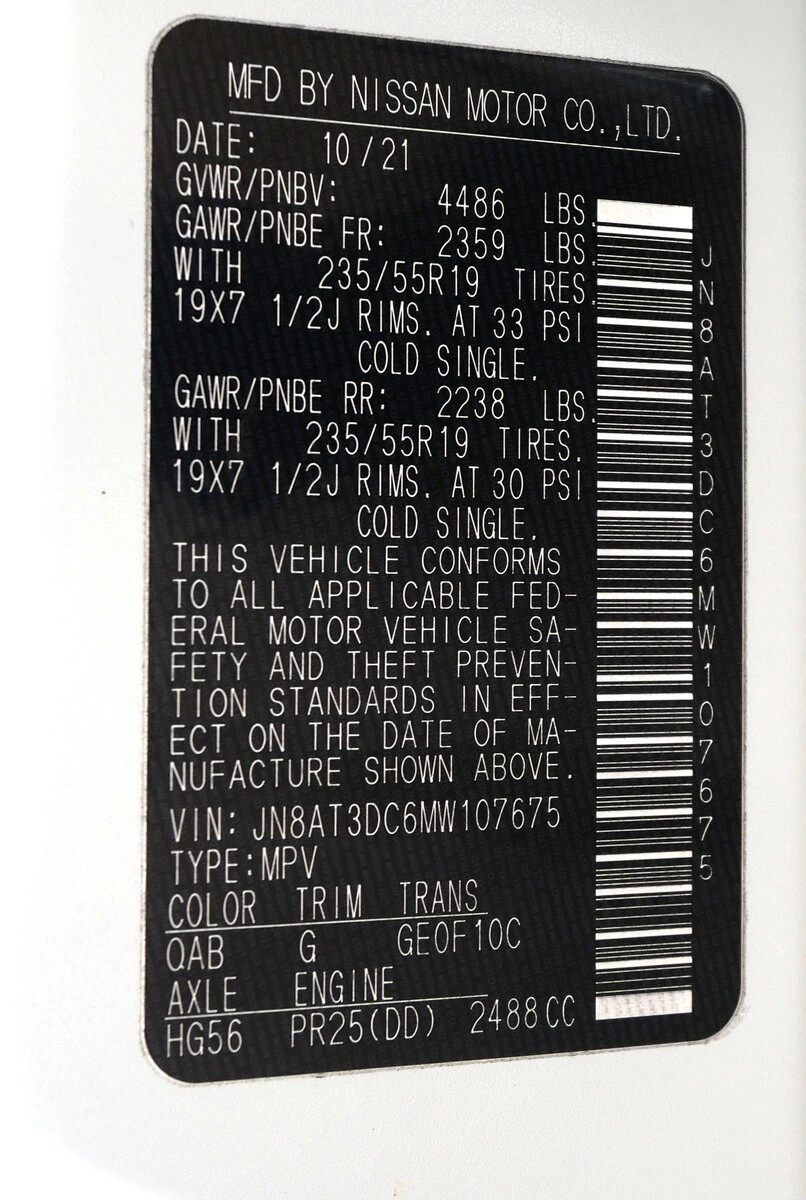 MFD BY NISSAN MOTOR CO.,LTD.
DATE: 10/21
GVWR/PNBV: 4486 LBS.
GAWR/PNBE FR: 2359 LBS.
WITH 235/55R19 TIRES.
19X7 1/2J RIMS. AT 33 PSI
COLD SINGLE.
GAWR/PNBE RR: 2238 LBS.
WITH 235/55R19 TIRES.
19X7 1/2J RIMS. AT 30 PSI
COLD SINGLE.
THIS VEHICLE CONFORMS
TO ALL APPLICABLE FED-
ERAL MOTOR VEHICLE SA-
FETY AND THEFT PREVEN-
TION STANDARDS IN EFF-
ECT ON THE DATE OF MA-
NUFACTURE SHOWN ABOVE.
VIN: JN8AT3DC6MW107675
TYPE:MPV
COLOR TRIM TRANS
QAB G GE0F10C
AXLE ENGINE
HG56 PR25(DD) 2488CC
JN8AT3DC6MW107675